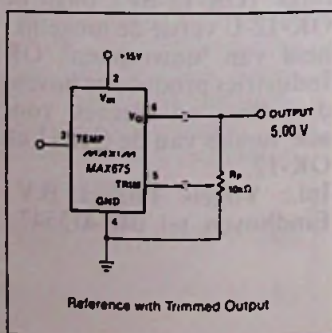 +15V
2
VIN
6
VO
OUTPUT
5,00 V
3
TEMP
MAXIM
MAX675
5
TRIM
RP
10kΩ
GND
4
Reference with Trimmed Output